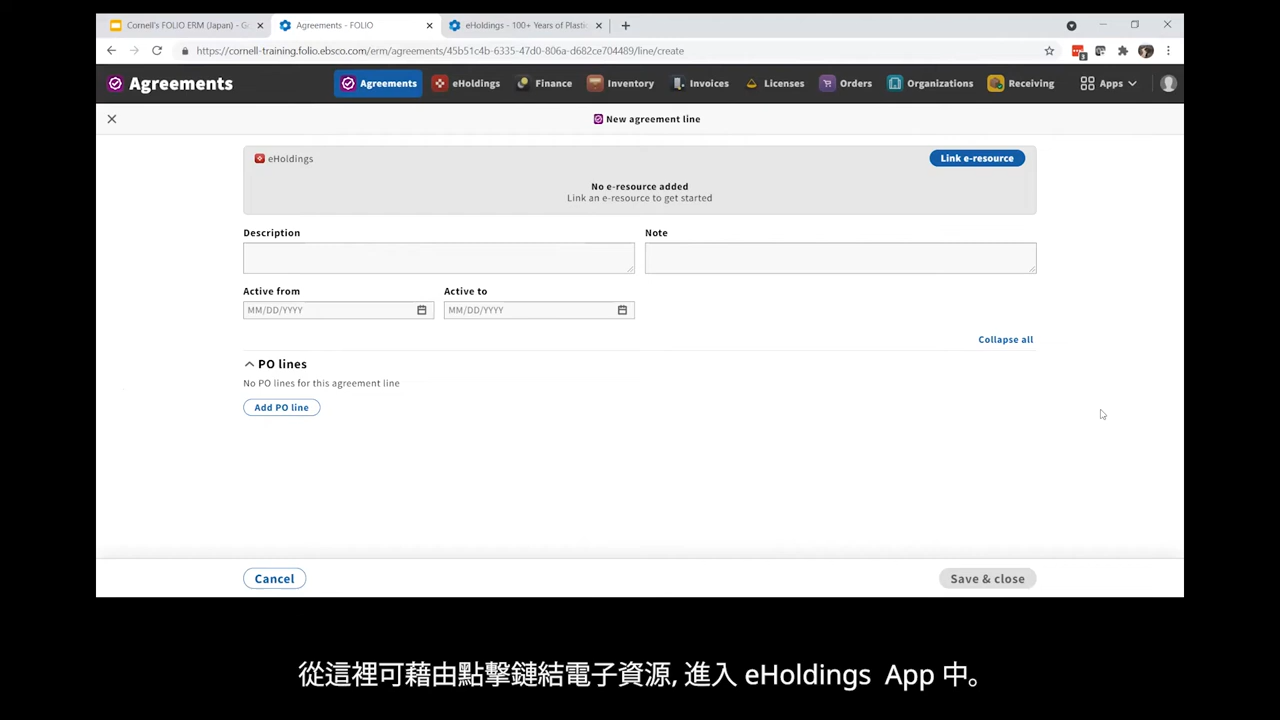 Cornell's FOLIO ERM (Japan) - G
Agreements - FOLIO
eHoldings - 100+ Years of Plasti
https://cornell-training.folio.ebsco.com/erm/agreements/45b51c4b-6335-47d0-806a-d682ce704489/line/create
Agreements
Agreements
eHoldings
Finance
Inventory
Invoices
Licenses
Orders
Organizations
Receiving
Apps
New agreement line
eHoldings
Link e-resource
No e-resource added
Link an e-resource to get started
Description
Note
Active from
Active to
MM/DD/YYYY
MM/DD/YYYY
Collapse all
PO lines
No PO lines for this agreement line
Add PO line
Cancel
Save & close
從這裡可藉由點擊鏈結電子資源, 進入 eHoldings App 中。